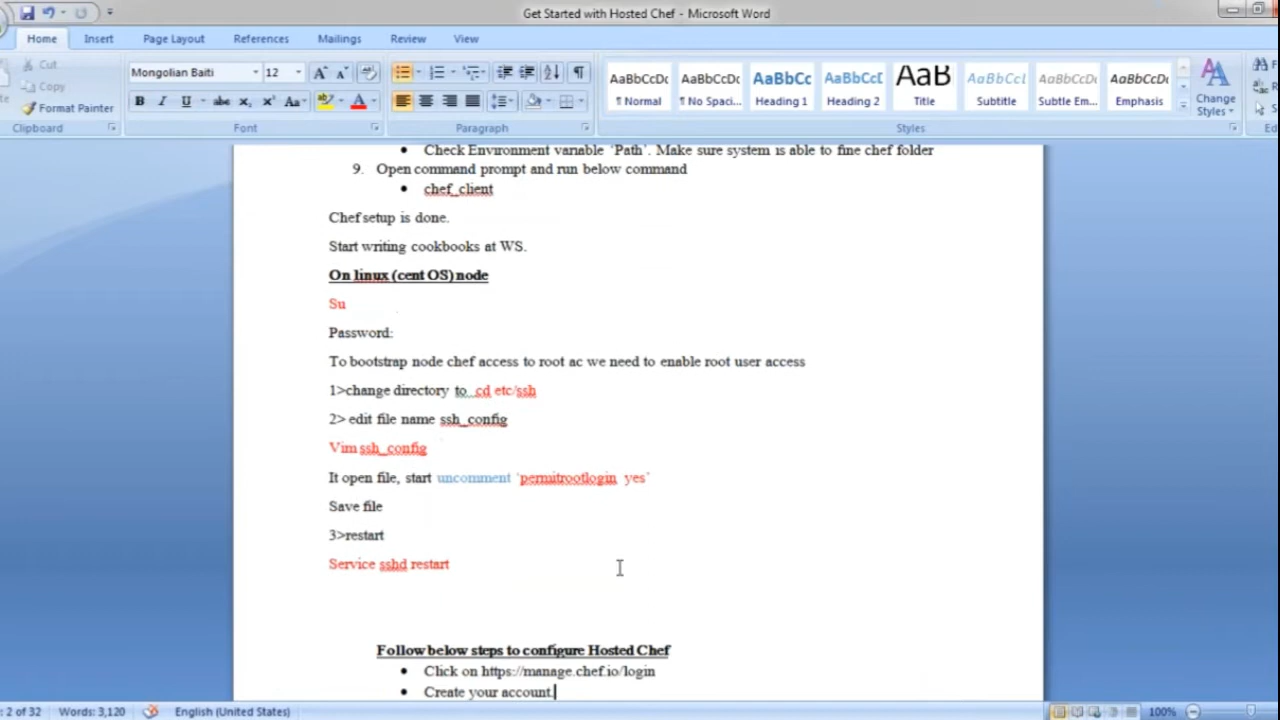 Get Started with Hosted Chef - Microsoft Word
Home Insert Page Layout References Mailings Review View
Cut
Copy
Format Painter
Clipboard
Mongolian Baiti 12
Font
Paragraph
AaBbCcDc AaBbCcDc AaBbCc AaBbCcD AaB AaBbCcL AaBbCcDc AaBbCcDc
¶ Normal ¶ No Spaci... Heading 1 Heading 2 Title Subtitle Subtle Em... Emphasis
Change Styles
Styles
• Check Environment variable ‘Path’. Make sure system is able to fine chef folder
9. Open command prompt and run below command
• chef_client
Chef setup is done.
Start writing cookbooks at WS.
On linux (cent OS) node
Su
Password:
To bootstrap node chef access to root ac we need to enable root user access
1>change directory to cd etc/ssh
2> edit file name ssh_config
Vim ssh_config
It open file, start uncomment ‘permitrootlogin yes’
Save file
3>restart
Service sshd restart
Follow below steps to configure Hosted Chef
• Click on https://manage.chef.io/login
• Create your account.
: 2 of 32 Words: 3,120 English (United States) 100%